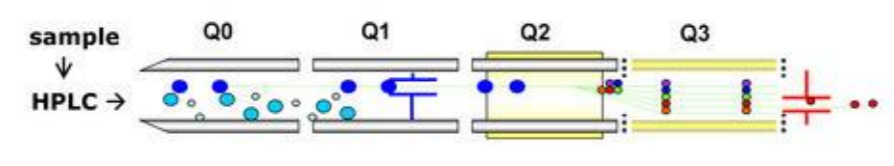 Q0 Q1 Q2 Q3
sample
↓
HPLC →